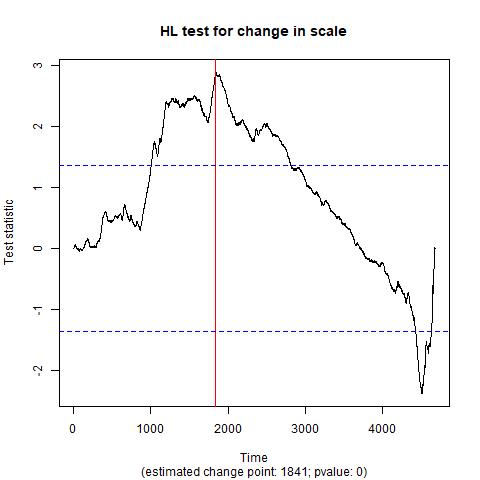 HL test for change in scale
Test statistic
3
2
1
0
-1
-2
0 1000 2000 3000 4000
Time
(estimated change point: 1841; pvalue: 0)